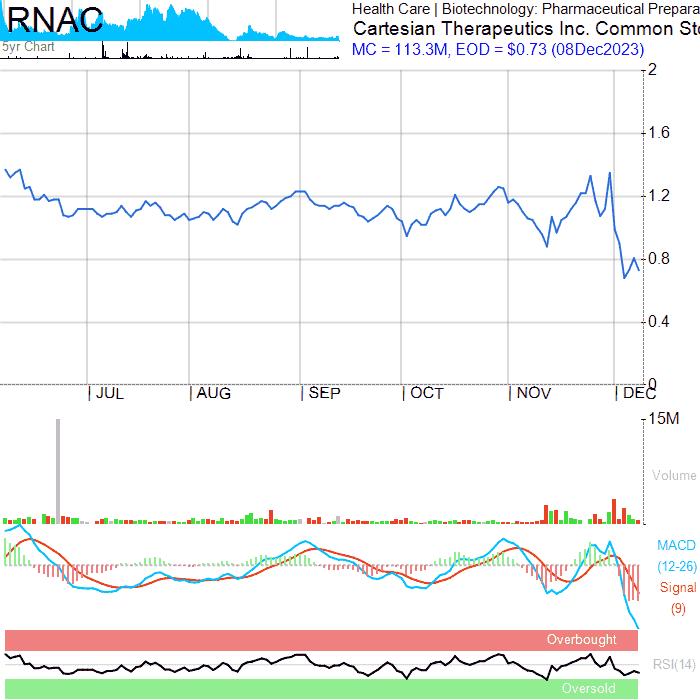 RNAC
Health Care | Biotechnology: Pharmaceutical Prepara
Cartesian Therapeutics Inc. Common Sto
MC = 113.3M, EOD = $0.73 (08Dec2023)
5yr Chart
2
1.6
1.2
0.8
0.4
0
JUL AUG SEP OCT NOV DEC
15M
Volume
MACD
(12-26)
Signal
(9)
Overbought
RSI(14)
Oversold